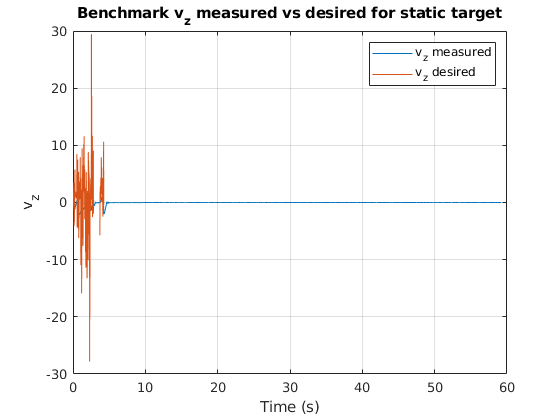 Benchmark v_z measured vs desired for static target
v_z measured
v_z desired
30
20
10
0
-10
-20
-30
v_z
0 10 20 30 40 50 60
Time (s)